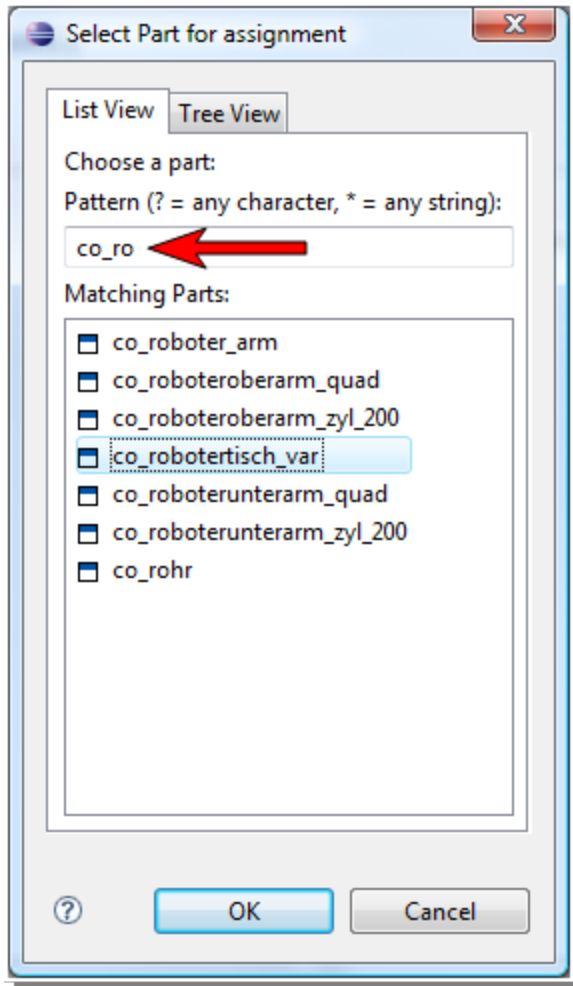 Select Part for assignment
List View Tree View
Choose a part:
Pattern (? = any character, * = any string):
co_ro
Matching Parts:
co_roboter_arm
co_roboteroberarm_quad
co_roboteroberarm_zyl_200
co_robotertisch_var
co_roboterunterarm_quad
co_roboterunterarm_zyl_200
co_rohr
OK Cancel